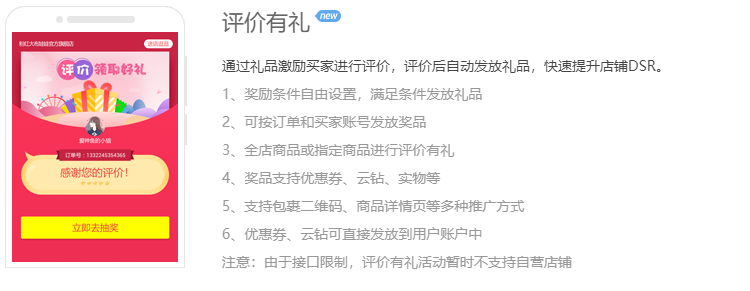 粉红大布娃娃官方旗舰店
活动规则
评价 领取好礼
爱种鱼的小猫
订单号：1332245354365
感谢您的评价！
立即去抽奖
评价有礼 new
通过礼品激励买家进行评价，评价后自动发放礼品，快速提升店铺DSR。
1、奖励条件自由设置，满足条件发放礼品
2、可按订单和买家账号发放奖品
3、全店商品或指定商品进行评价有礼
4、奖品支持优惠券、云钻、实物等
5、支持包裹二维码、商品详情页等多种推广方式
6、优惠券、云钻可直接发放到用户账户中
注意：由于接口限制，评价有礼活动暂时不支持自营店铺